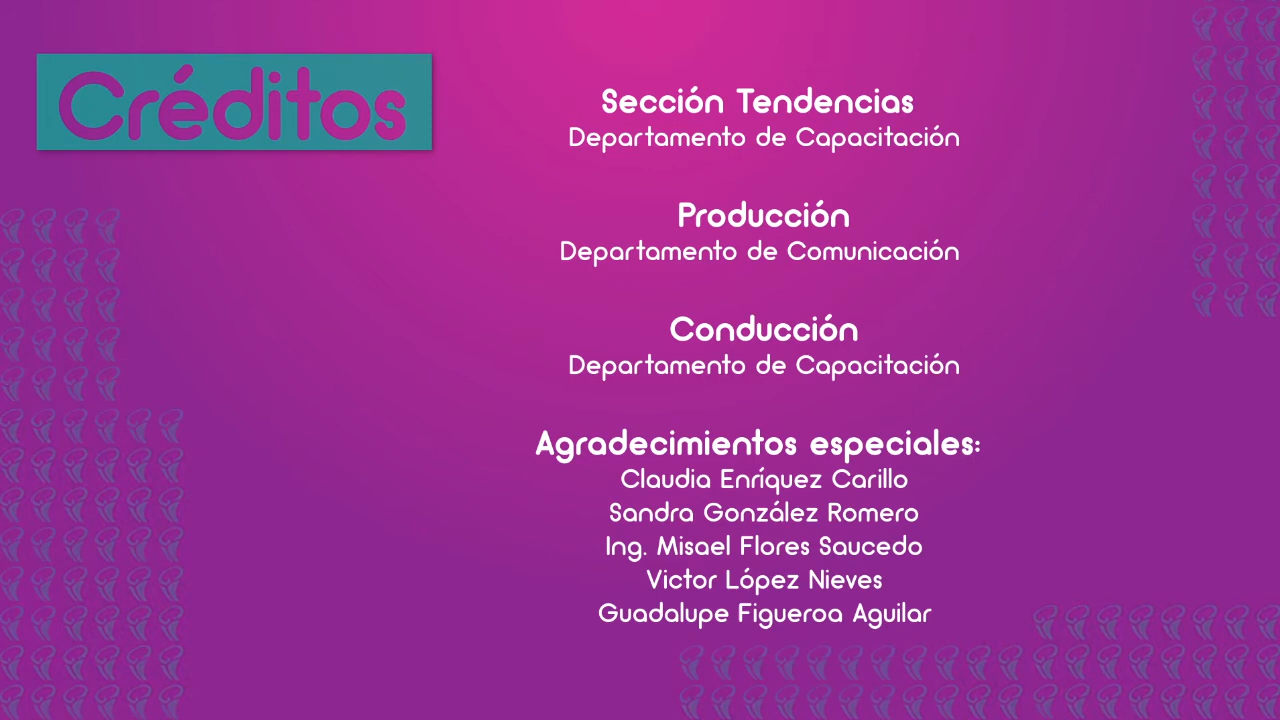 Créditos
Sección Tendencias
Departamento de Capacitación
Producción
Departamento de Comunicación
Conducción
Departamento de Capacitación
Agradecimientos especiales:
Claudia Enríquez Carillo
Sandra González Romero
Ing. Misael Flores Saucedo
Victor López Nieves
Guadalupe Figueroa Aguilar